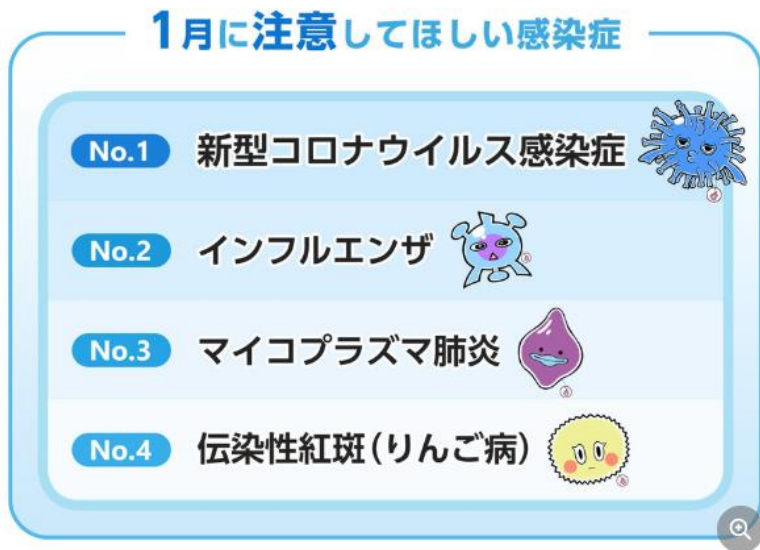 1月に注意してほしい感染症
No.1 新型コロナウイルス感染症
No.2 インフルエンザ
No.3 マイコプラズマ肺炎
No.4 伝染性紅斑(りんご病)